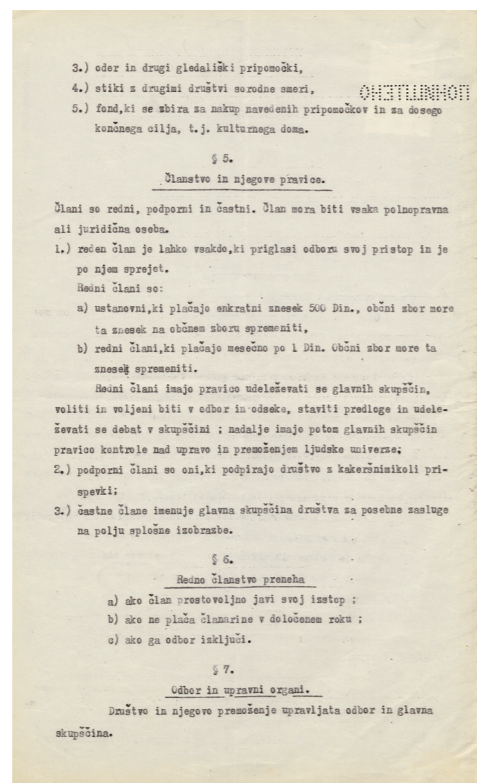 3.) oder in drugi gledališki pripomočki,
4.) stiki z drugimi društvi sorodne smeri,
5.) fond,ki se zbira za nakup navedenih pripomočkov in za dosego
končnega cilja, t.j. kulturnega doma.
§ 5.
Članstvo in njegove pravice.
Člani so redni, podporni in častni. Član mora biti vsaka polnopravna
ali juridična oseba.
1.) reden član je lahko vsakdo,ki priglasi odboru svoj pristop in je
po njem sprejet.
Redni člani so:
a) ustanovni,ki plačajo enkratni znesek 500 Din., občni zbor more
ta znesek na občnem zboru spremeniti,
b) redni člani,ki plačajo mesečno po 1 Din. Občni zbor more ta
znesek spremeniti.
Redni člani imajo pravico udeleževati se glavnih skupščin,
voliti in voljeni biti v odbor in odseke, staviti predloge in udele-
ževati se debat v skupščini ; nadalje imajo potom glavnih skupščin
pravico kontrole nad upravo in premoženjem ljudske univerze;
2.) podporni člani so oni,ki podpirajo društvo z kakeršnimikoli pri-
spevki;
3.) častne člane imenuje glavna skupščina društva za posebne zasluge
na polju splošne izobrazbe.
§ 6.
Redno članstvo preneha
a) ako član prostovoljno javi svoj izstop ;
b) ako ne plača članarine v določenem roku ;
c) ako ga odbor izključi.
§ 7.
Odbor in upravni organi.
Društvo in njegovo premoženje upravljata odbor in glavna
skupščina.